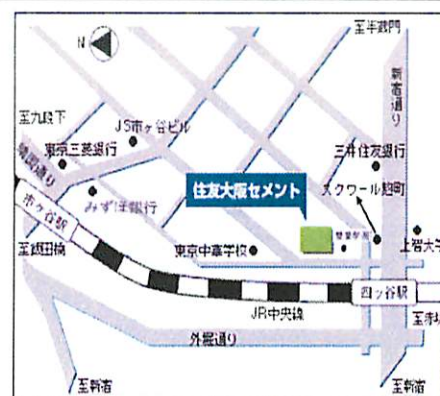 至半蔵門
N
新宿通り
至九段下
JS市ヶ谷ビル
東京三菱銀行
三井住友銀行
靖国通り
住友大阪セメント
スクワール麹町
みずほ銀行
市ヶ谷駅
上智大学
至飯田橋
東京中華学校
四ッ谷駅
JR中央線
至赤坂
外堀通り
至新宿
至新宿